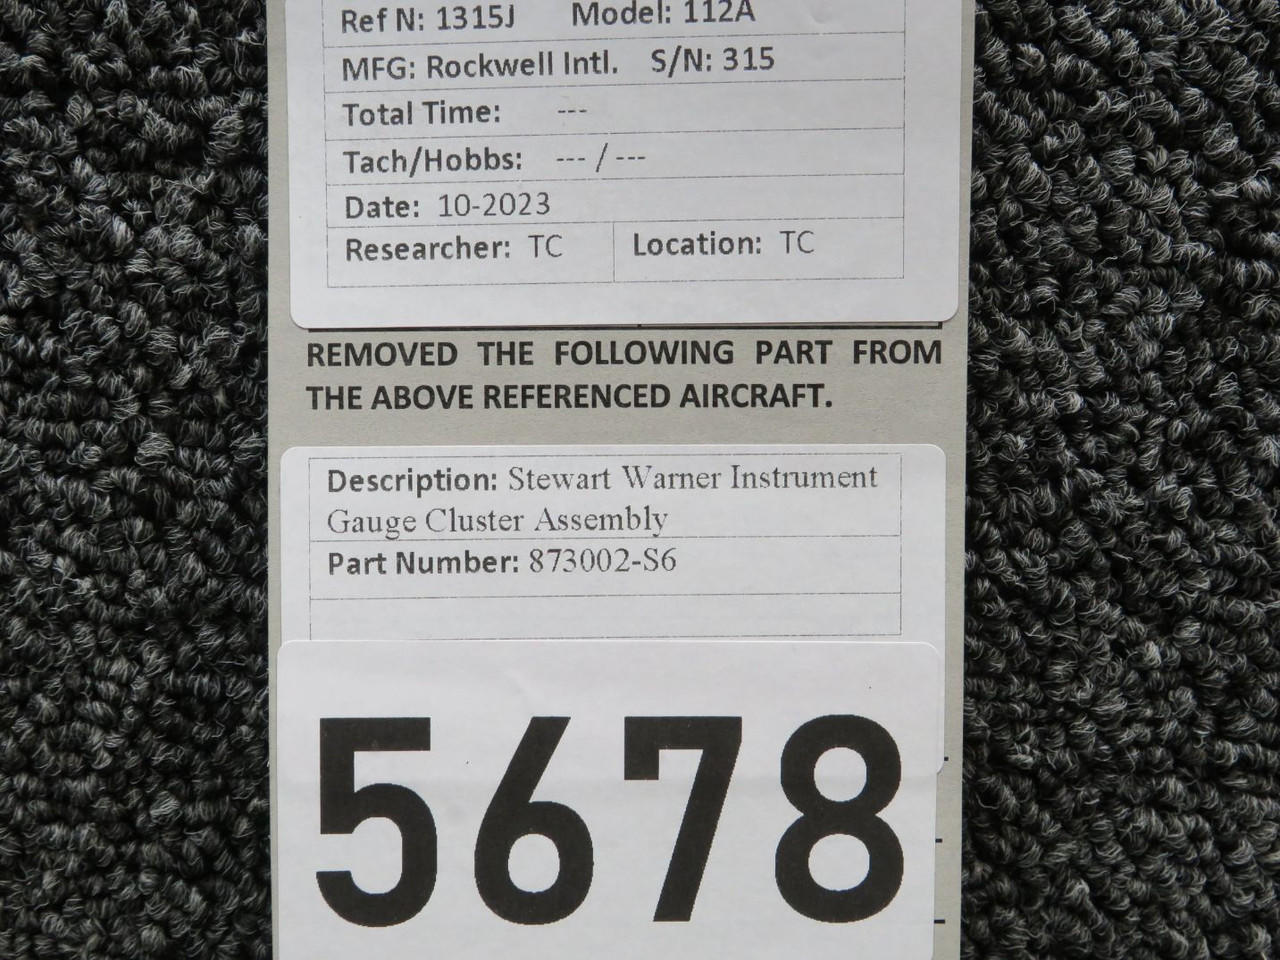 Ref N: 1315J Model: 112A
MFG: Rockwell Intl. S/N: 315
Total Time: ---
Tach/Hobbs: --- / ---
Date: 10-2023
Researcher: TC Location: TC
REMOVED THE FOLLOWING PART FROM
THE ABOVE REFERENCED AIRCRAFT.
Description: Stewart Warner Instrument
Gauge Cluster Assembly
Part Number: 873002-S6
5678